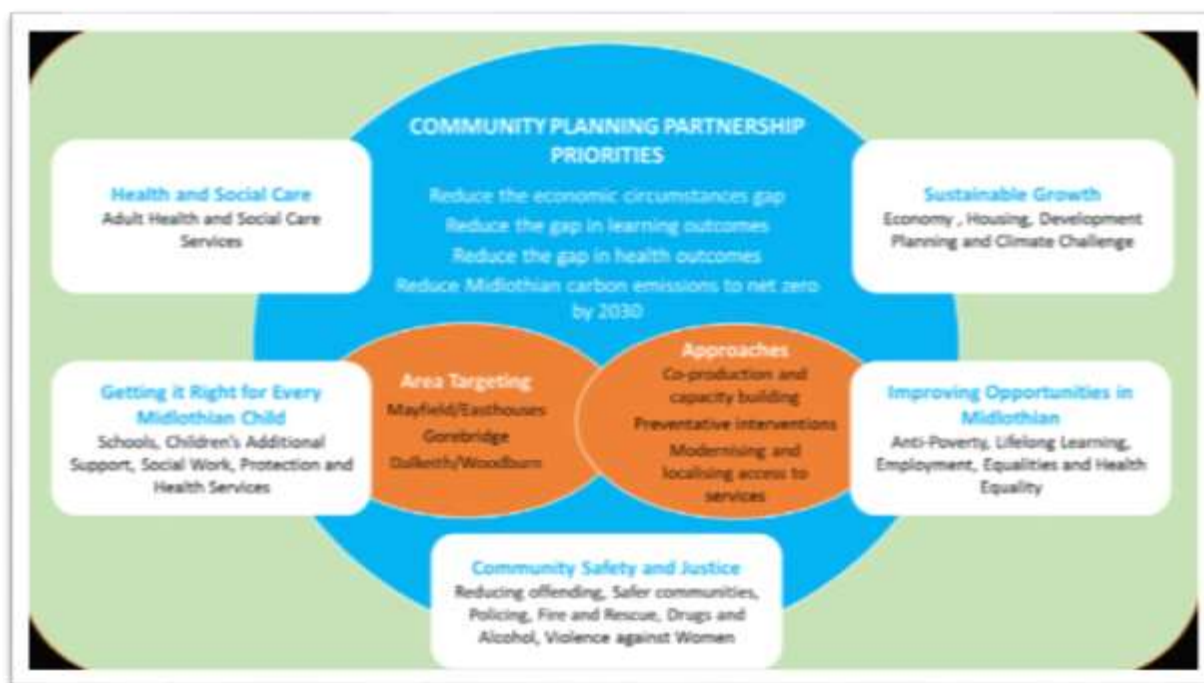 COMMUNITY PLANNING PARTNERSHIP
PRIORITIES
Reduce the economic circumstances gap
Reduce the gap in learning outcomes
Reduce the gap in health outcomes
Reduce Midlothian carbon emissions to net zero
by 2030
Health and Social Care
Adult Health and Social Care
Services
Sustainable Growth
Economy , Housing, Development
Planning and Climate Challenge
Getting it Right for Every
Midlothian Child
Schools, Children's Additional
Support, Social Work, Protection and
Health Services
Area Targeting
Mayfield/Easthouses
Gorebridge
Dalkeith/Woodburn
Approaches
Co-production and
capacity building
Preventative interventions
Modernising and
localising access to
services
Improving Opportunities in
Midlothian
Anti-Poverty, Lifelong Learning,
Employment, Equalities and Health
Equality
Community Safety and Justice
Reducing offending, Safer communities,
Policing, Fire and Rescue, Drugs and
Alcohol, Violence against Women